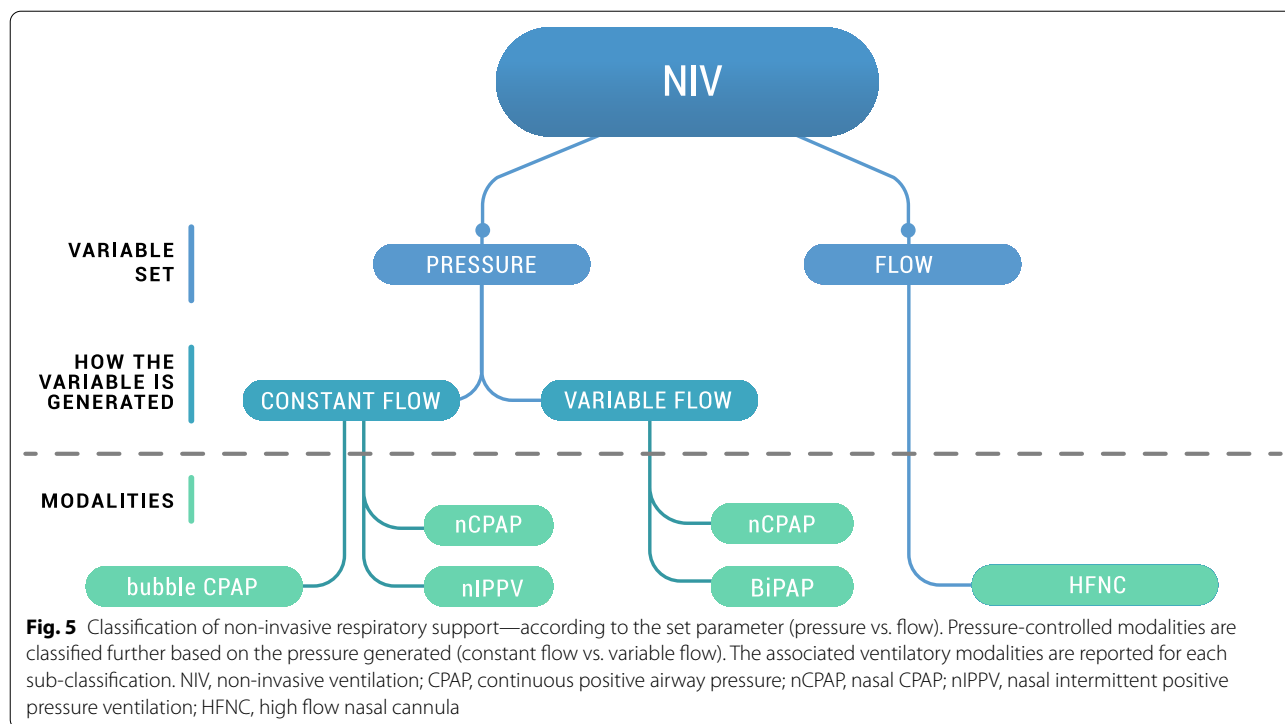 NIV
VARIABLE
SET
PRESSURE
FLOW
HOW THE
VARIABLE IS
GENERATED
CONSTANT FLOW
VARIABLE FLOW
MODALITIES
nCPAP
nCPAP
bubble CPAP
nIPPV
BiPAP
HFNC
Fig. 5 Classification of non-invasive respiratory support—according to the set parameter (pressure vs. flow). Pressure-controlled modalities are
classified further based on the pressure generated (constant flow vs. variable flow). The associated ventilatory modalities are reported for each
sub-classification. NIV, non-invasive ventilation; CPAP, continuous positive airway pressure; nCPAP, nasal CPAP; nIPPV, nasal intermittent positive
pressure ventilation; HFNC, high flow nasal cannula